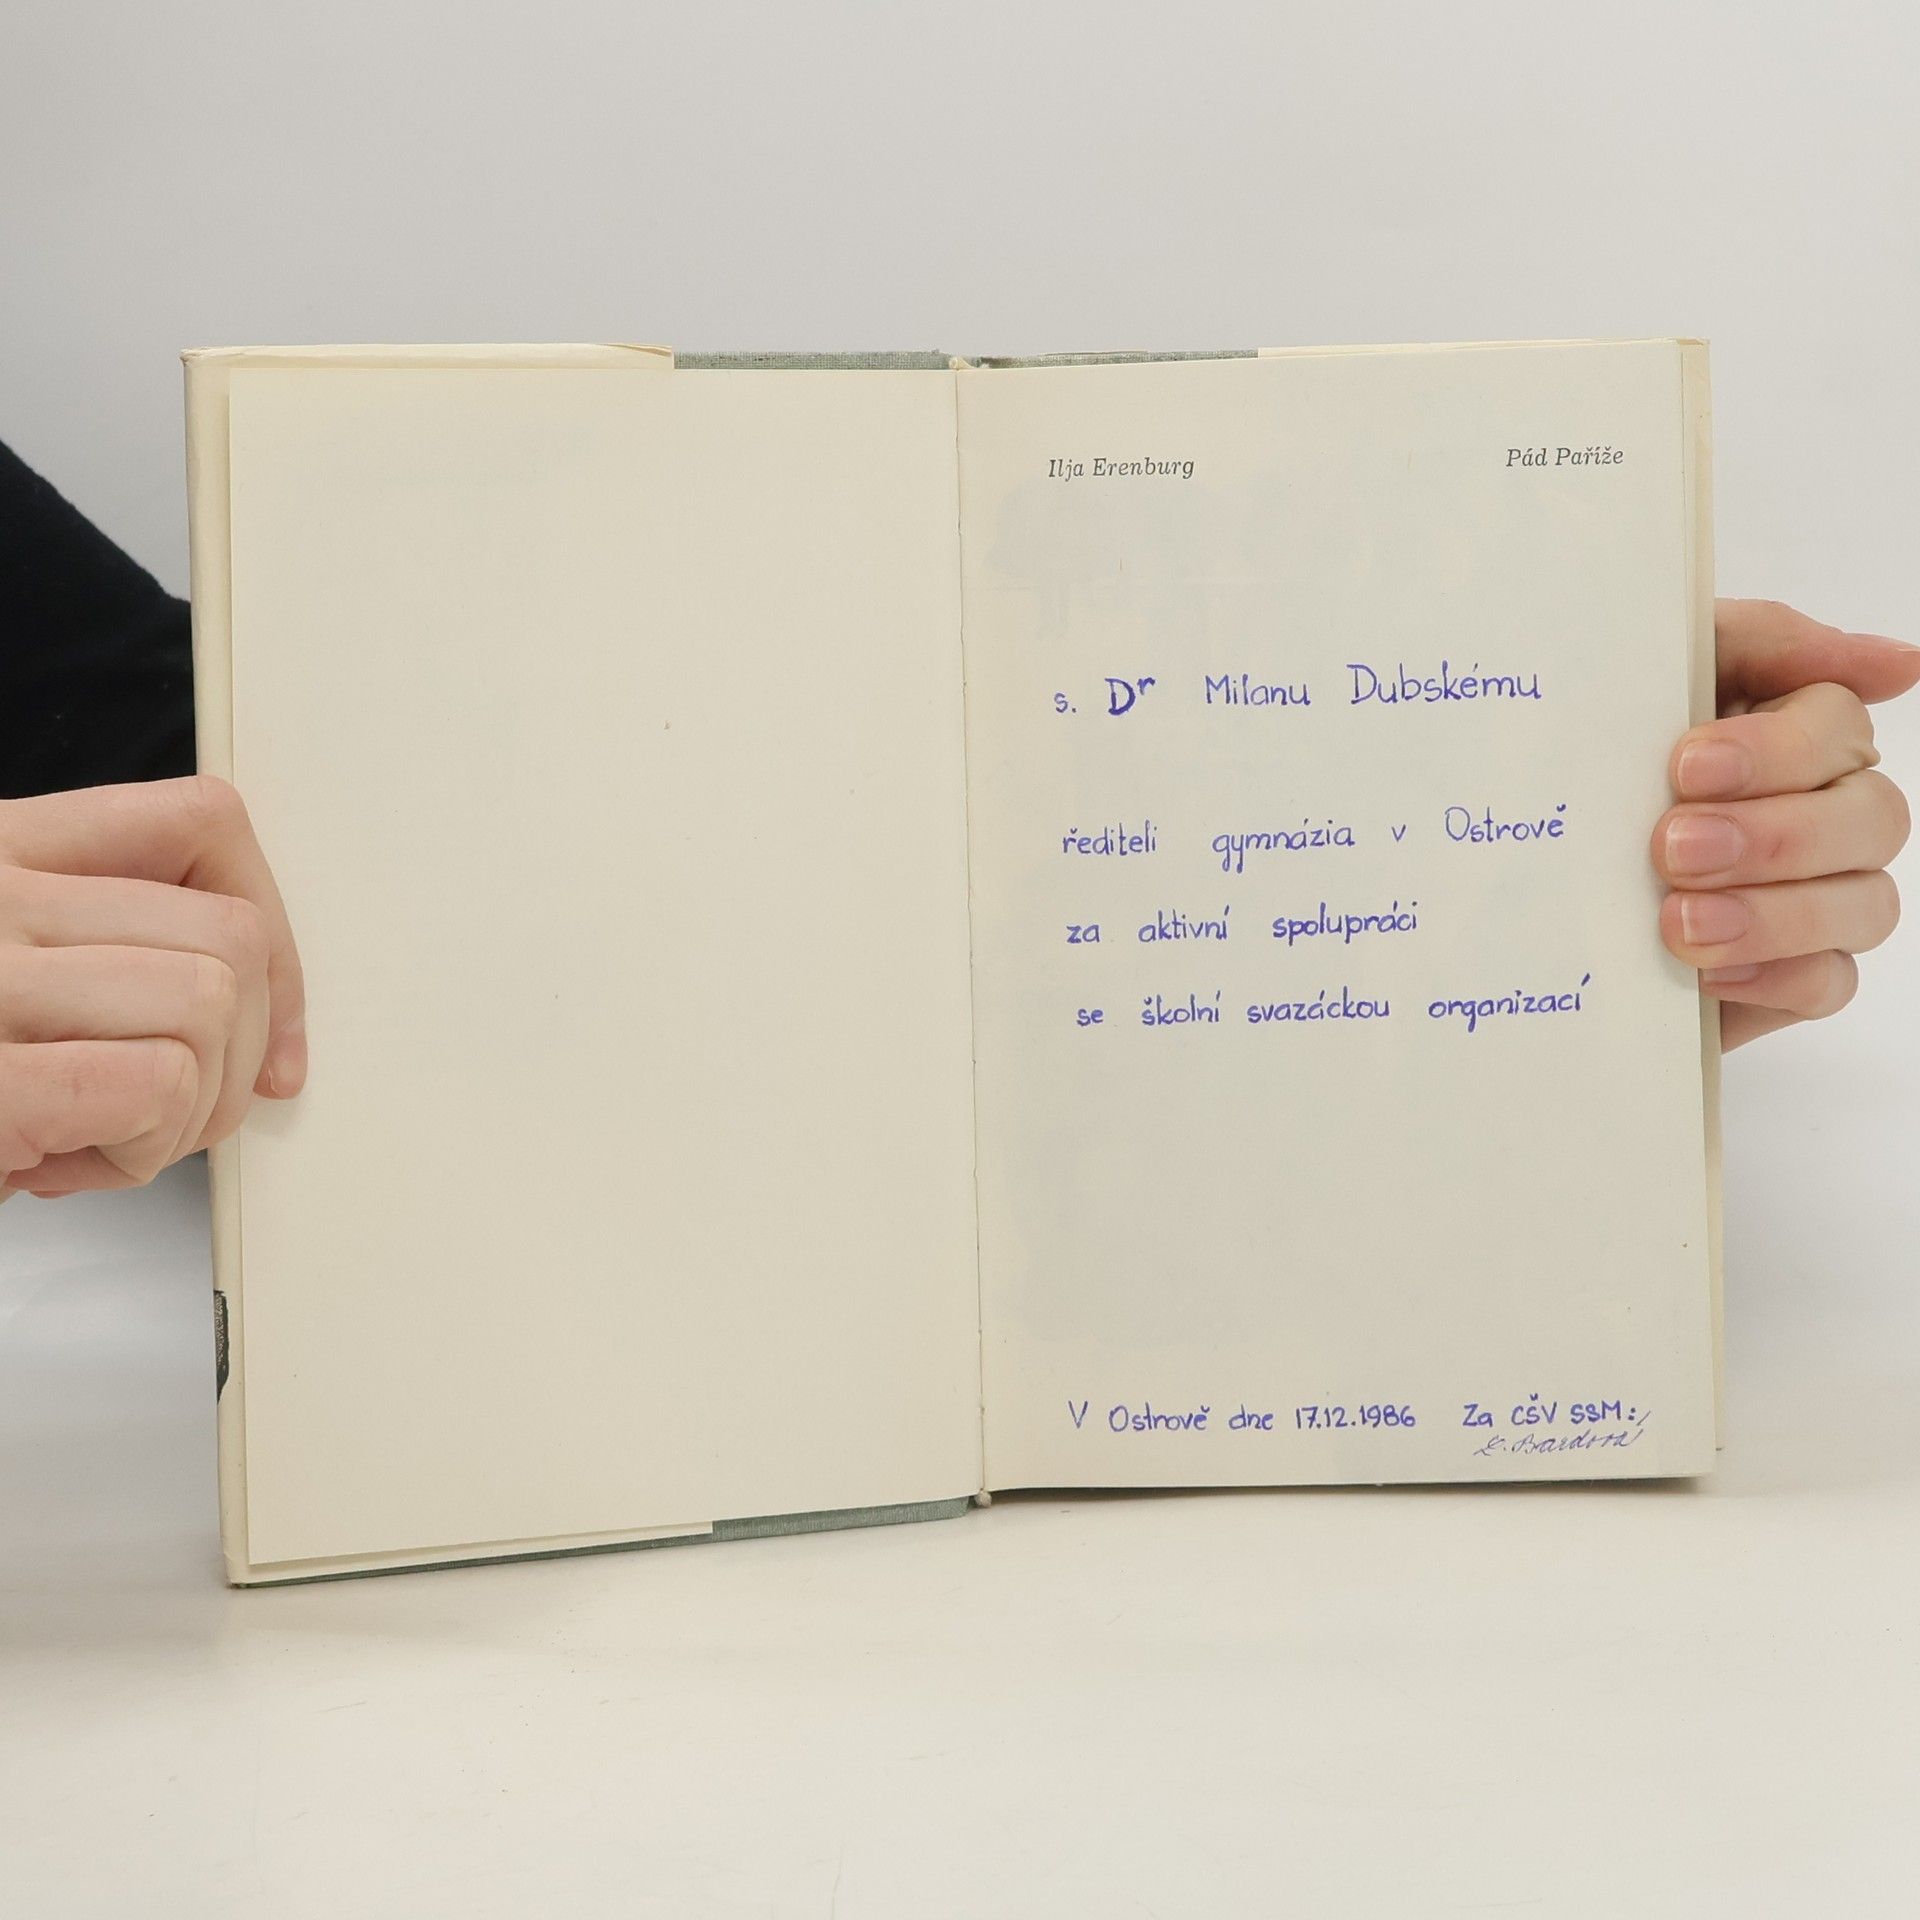 Ilja Erenburg Pád Paříže
s. Dr Milanu Dubskému
řediteli gymnázia v Ostrově
za aktivní spolupráci
se školní svazáckou organizací
V Ostrově dne 17.12.1986 Za CŠV SSM:
Bardová